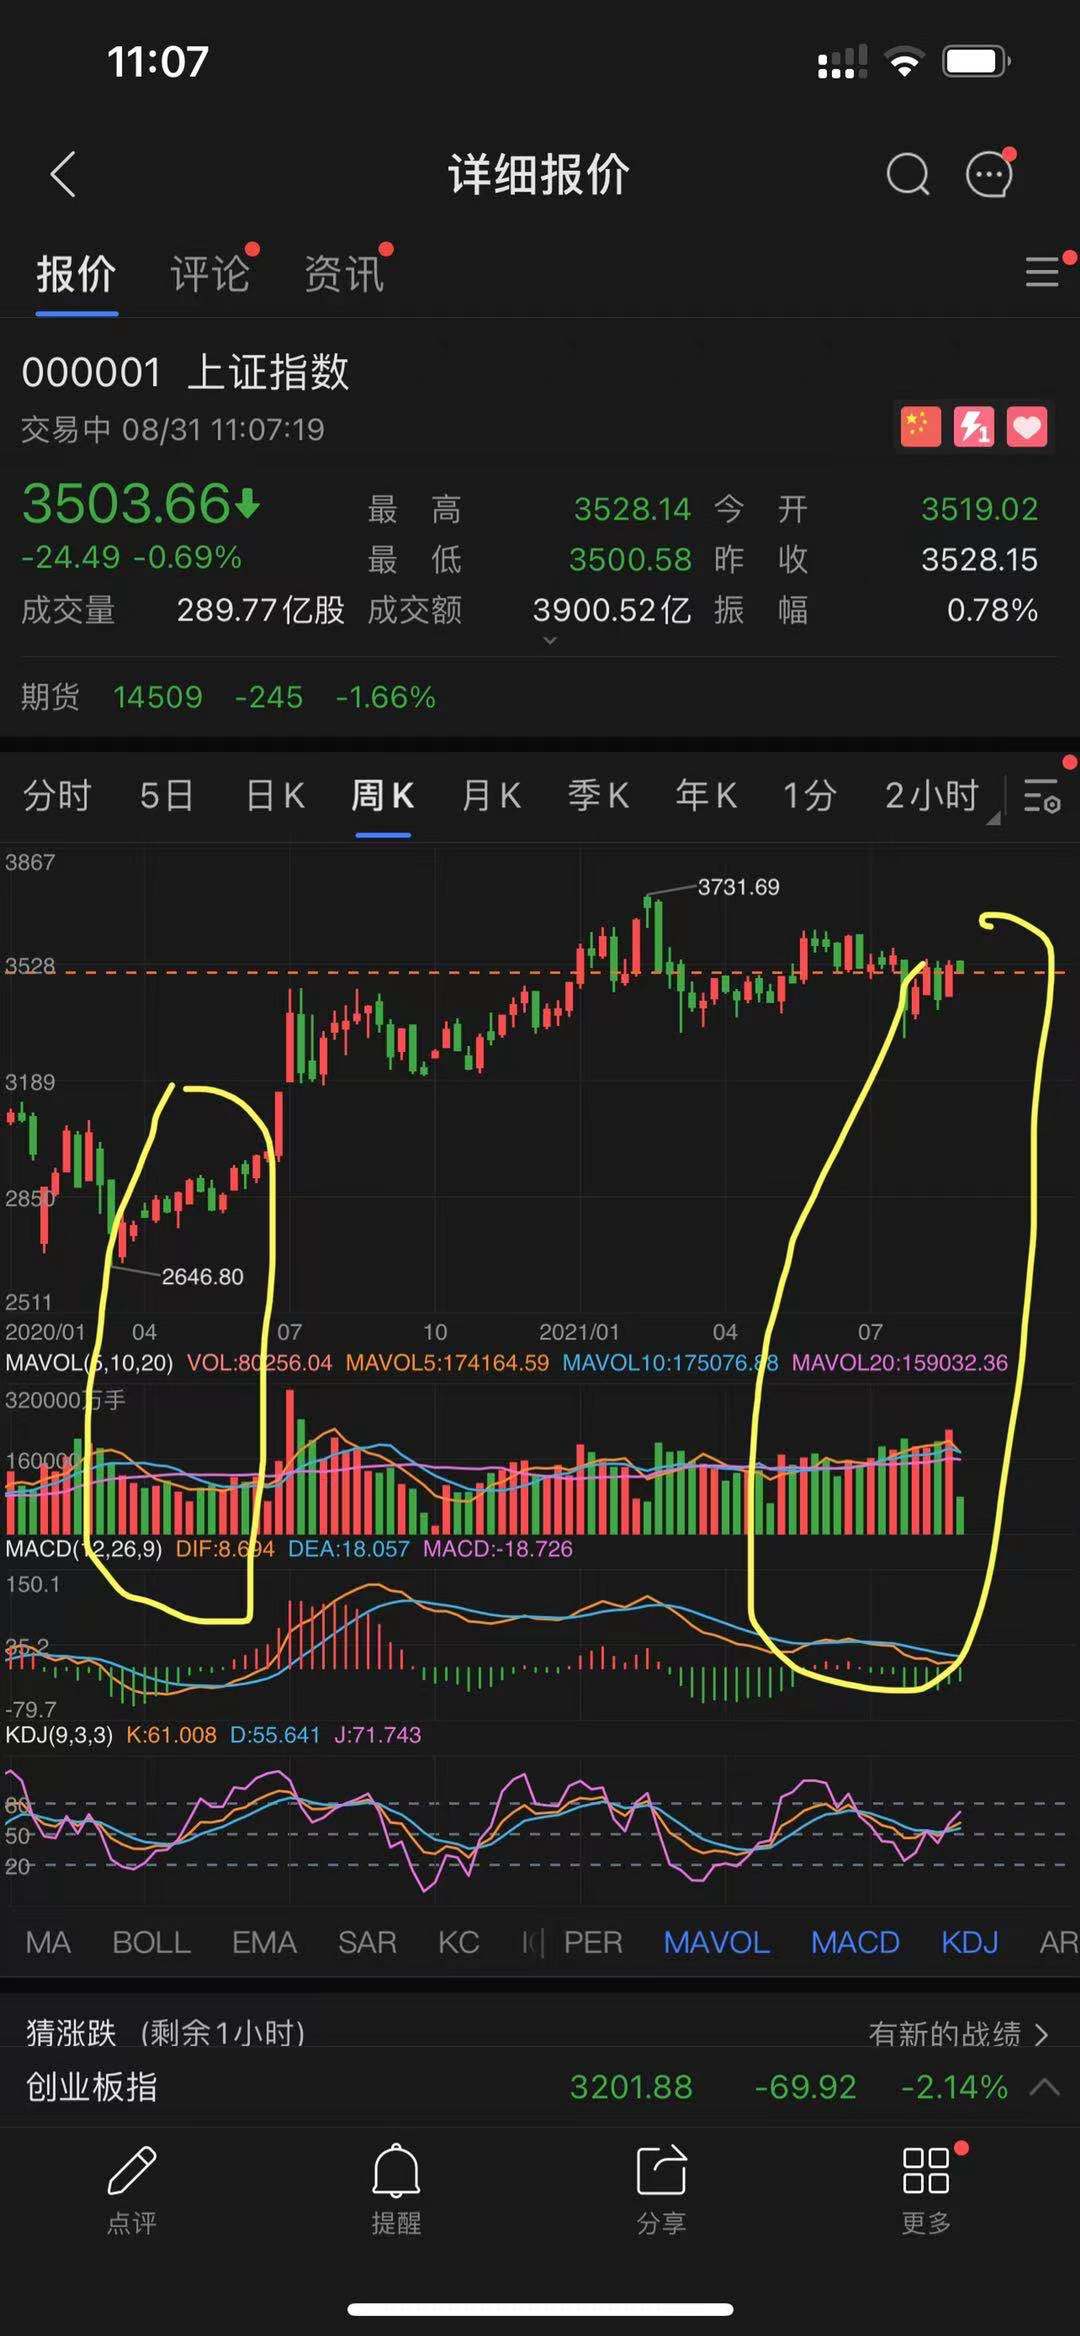 11:07
详细报价
报价 评论 资讯
000001 上证指数
交易中 08/31 11:07:19
3503.66 最高 3528.14 今开 3519.02
-24.49 -0.69% 最低 3500.58 昨收 3528.15
成交量 289.77亿股 成交额 3900.52亿 振幅 0.78%
期货 14509 -245 -1.66%
分时 5日 日K 周K 月K 季K 年K 1分 2小时
3867
3731.69
3528
3189
2850
2646.80
2511
2020/01 04 07 10 2021/01 04 07
MAVOL(5,10,20) VOL:80256.04 MAVOL5:174164.59 MAVOL10:175076.88 MAVOL20:159032.36
320000万手
160000
MACD(12,26,9) DIF:8.694 DEA:18.057 MACD:-18.726
150.1
35.2
-79.7
KDJ(9,3,3) K:61.008 D:55.641 J:71.743
80
50
20
MA BOLL EMA SAR KC PER MAVOL MACD KDJ AR
猜涨跌 (剩余1小时) 有新的战绩
创业板指 3201.88 -69.92 -2.14%
点评 提醒 分享 更多